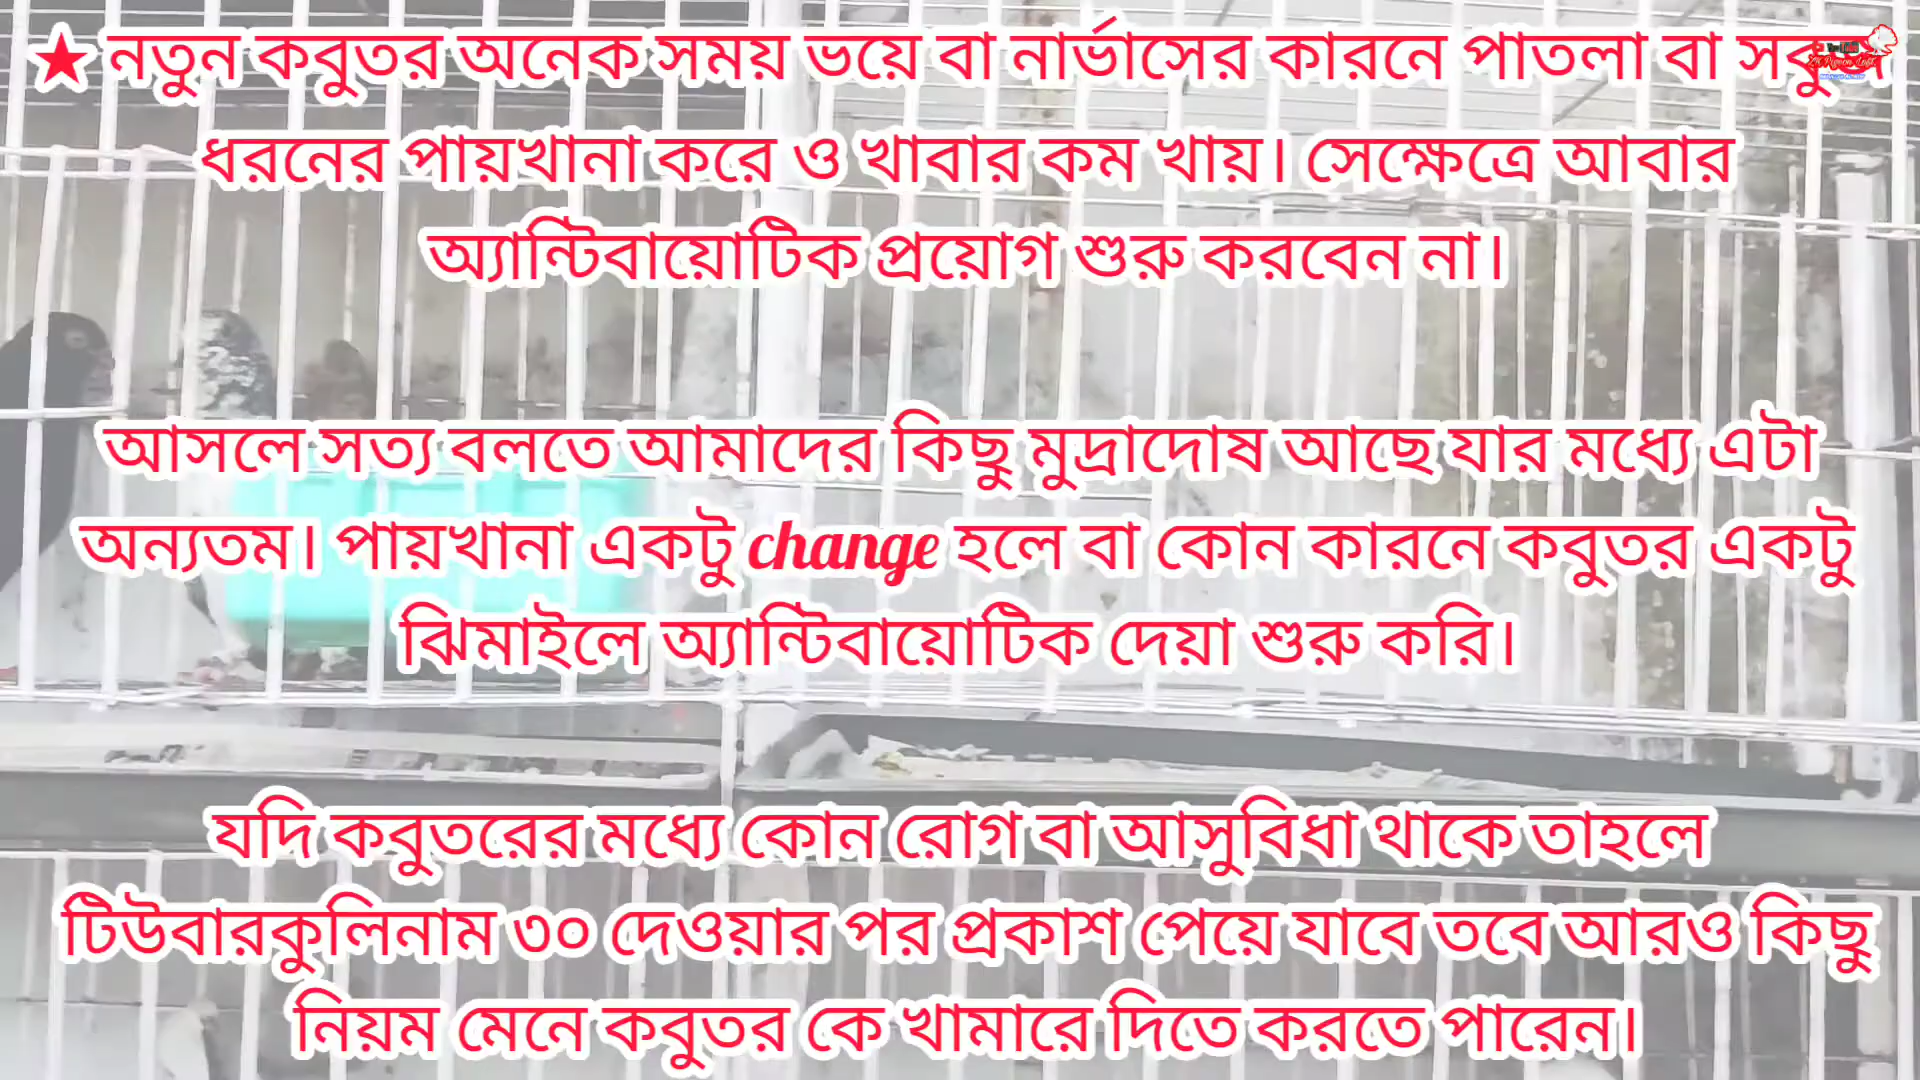 ★ নতুন কবুতর অনেক সময় ভয়ে বা নার্ভাসের কারনে পাতলা বা সবুজ
ধরনের পায়খানা করে ও খাবার কম খায়। সেক্ষেত্রে আবার
অ্যান্টিবায়োটিক প্রয়োগ শুরু করবেন না।
আসলে সত্য বলতে আমাদের কিছু মুদ্রাদোষ আছে যার মধ্যে এটা
অন্যতম। পায়খানা একটু change হলে বা কোন কারনে কবুতর একটু
ঝিমাইলে অ্যান্টিবায়োটিক দেয়া শুরু করি।
যদি কবুতরের মধ্যে কোন রোগ বা আসুবিধা থাকে তাহলে
টিউবারকুলিনাম ৩০ দেওয়ার পর প্রকাশ পেয়ে যাবে তবে আরও কিছু
নিয়ম মেনে কবুতর কে খামারে দিতে করতে পারেন।